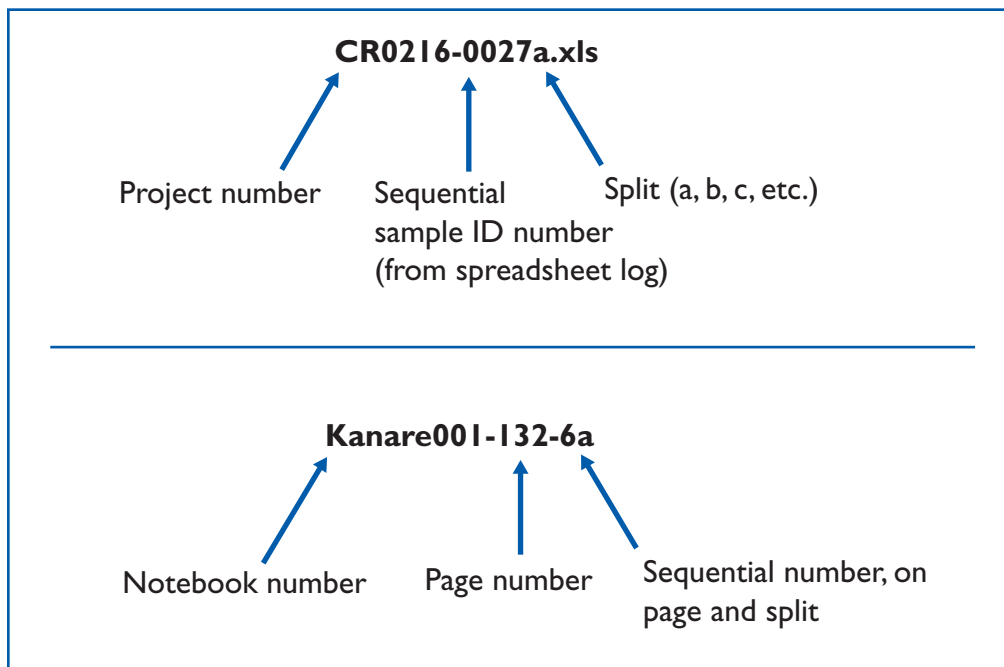 CR0216-0027a.xls
Project number
Sequential
sample ID number
(from spreadsheet log)
Split (a, b, c, etc.)
Kanare001-132-6a
Notebook number
Page number
Sequential number, on
page and split